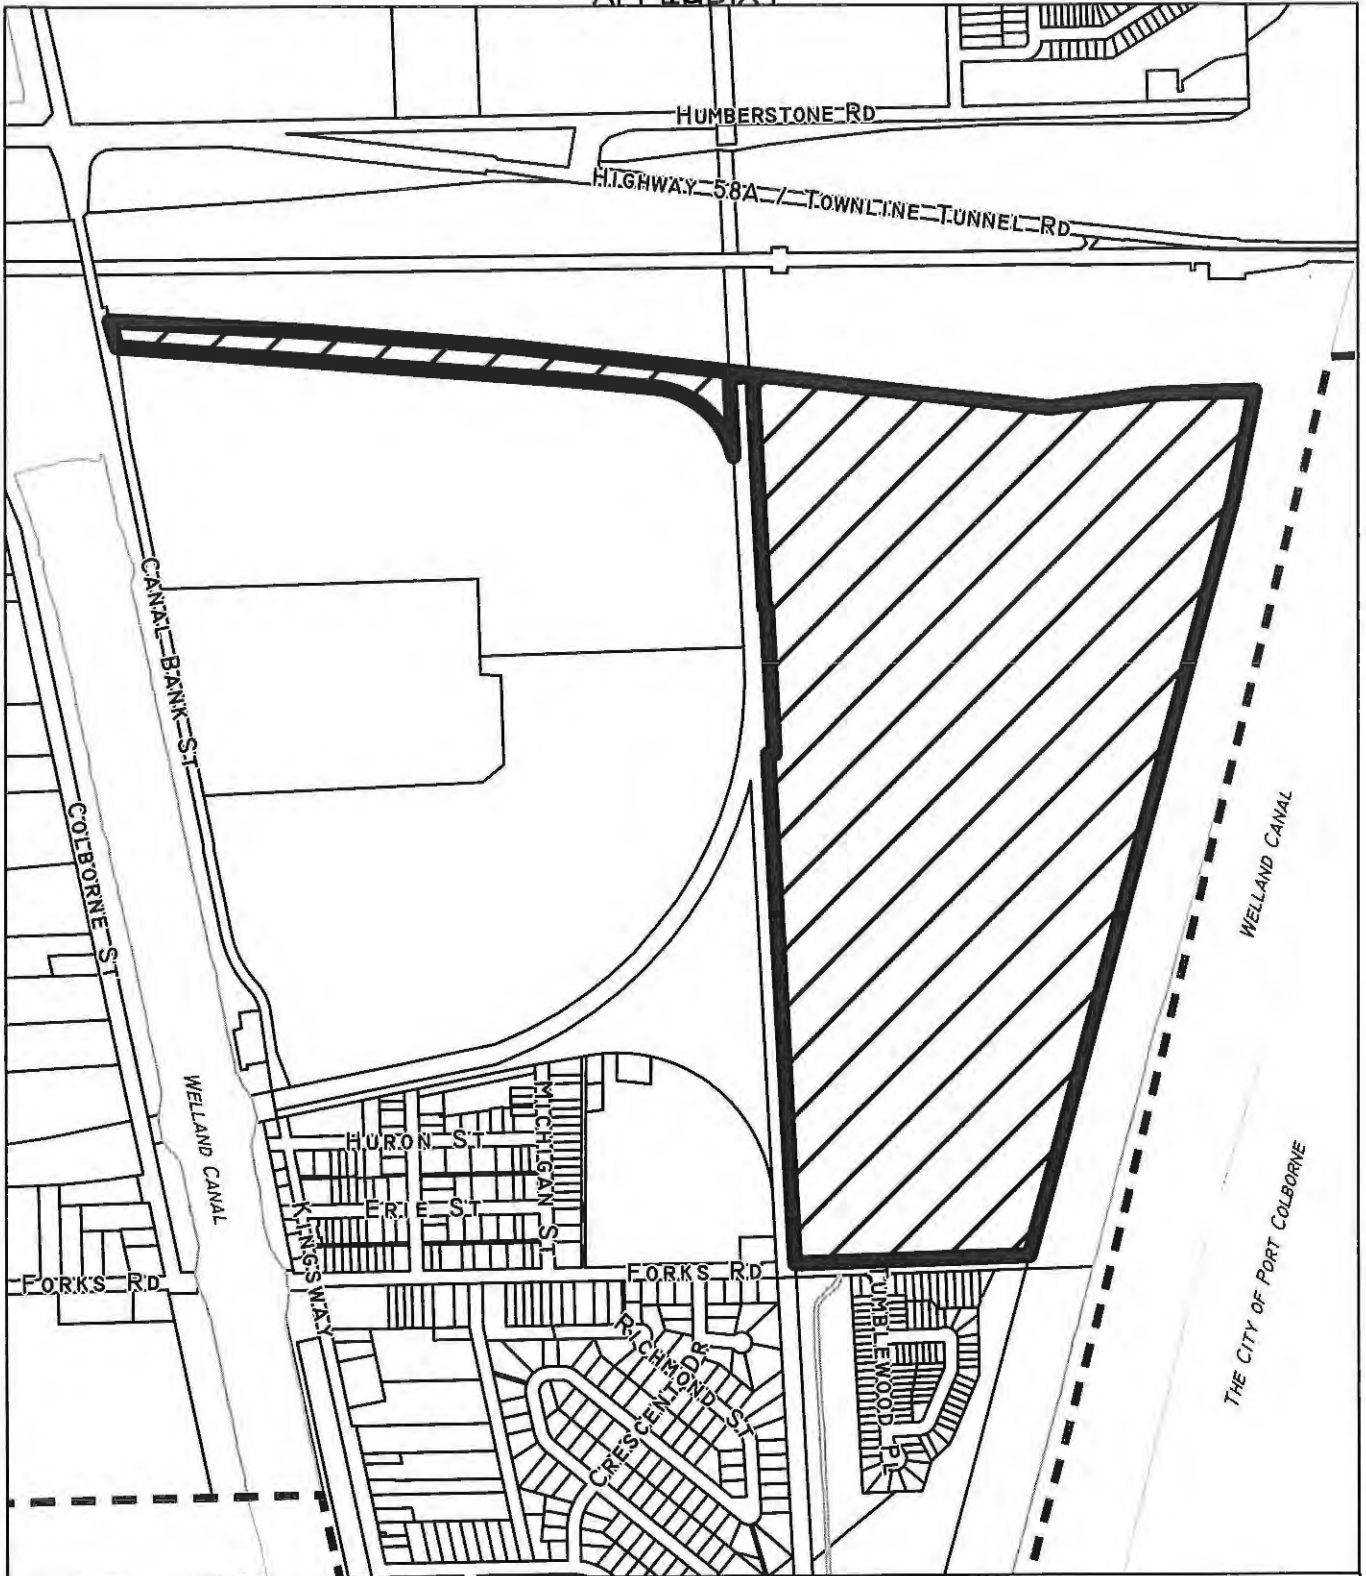 HUMBERSTONE RD
HIGHWAY 58A / TOWNLINE TUNNEL RD
CANAL BANK ST
COLBORNE ST
WELLAND CANAL
WELLAND CANAL
HURON ST
MICHIGAN ST
ERIE ST
KINGSWAY
THE CITY OF PORT COLBORNE
FORKS RD
FORKS RD
TUMBLEWOOD PL
RICHMOND ST
CRESCENT DR